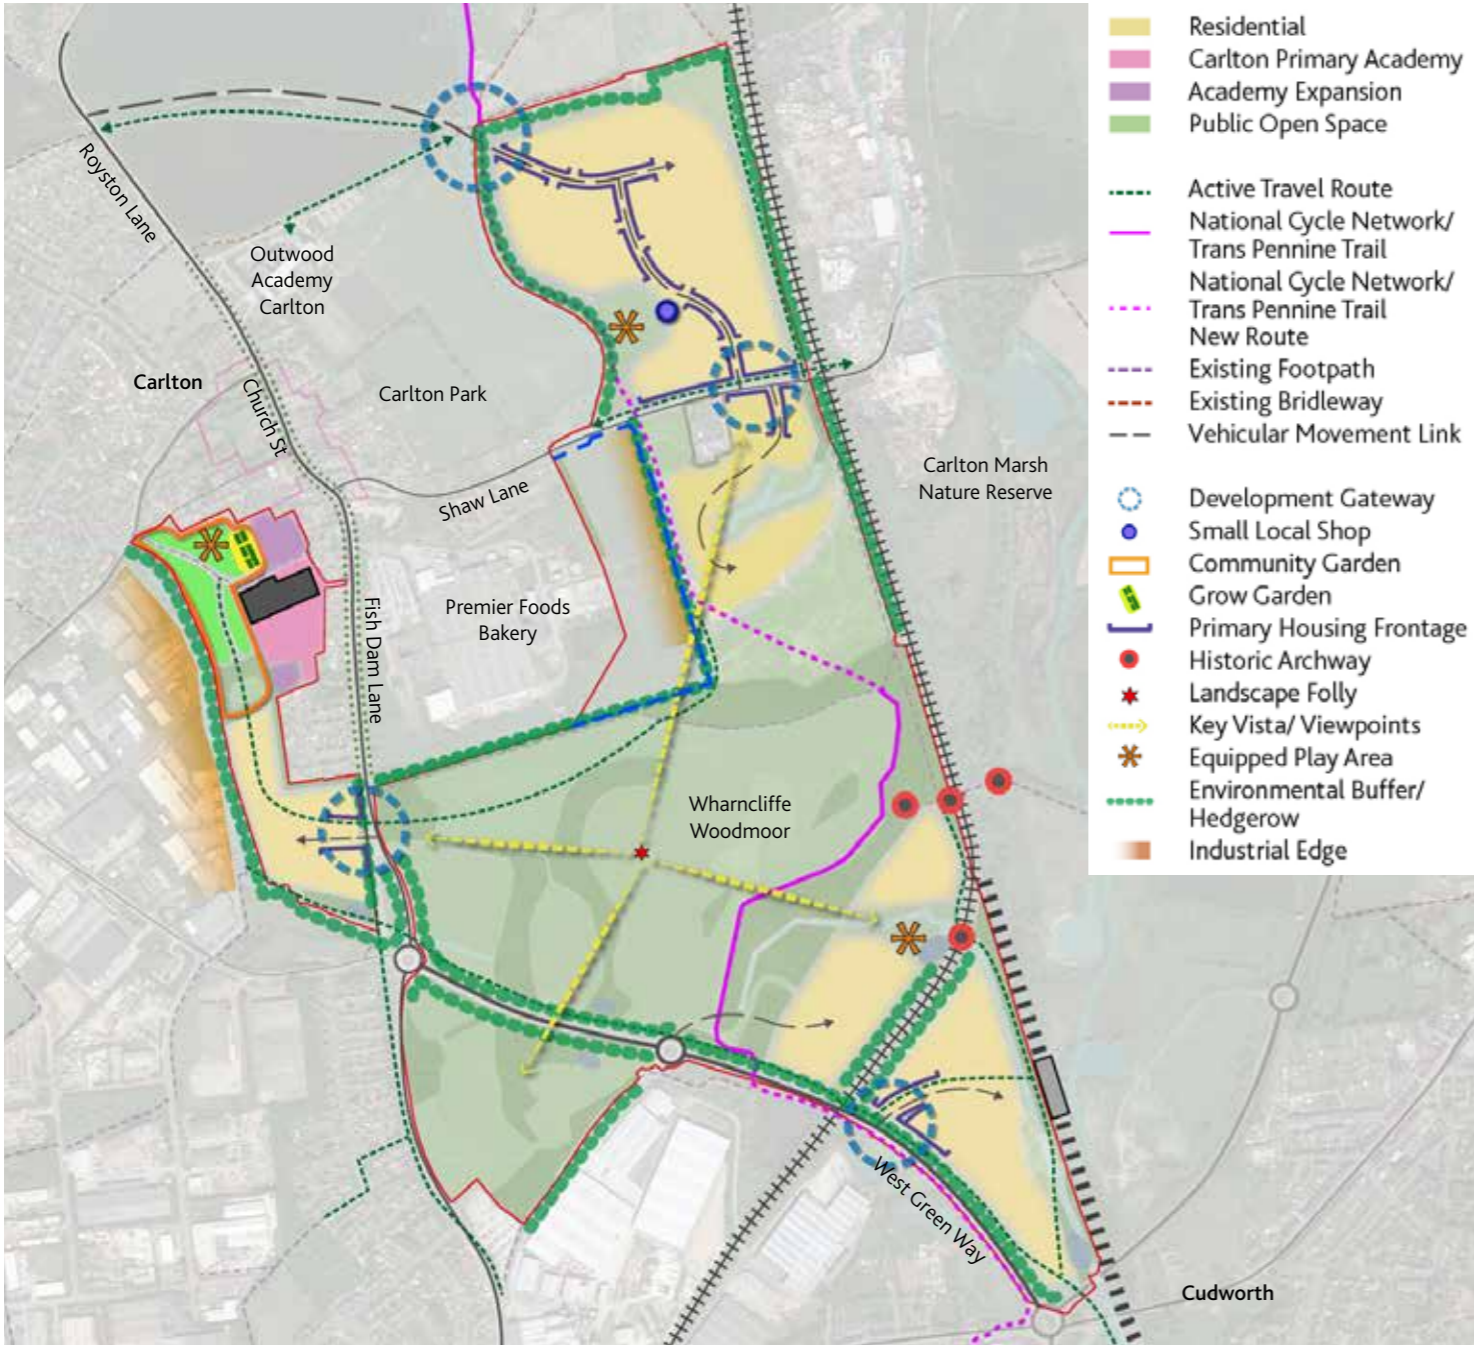 Royston Lane
Outwood
Academy
Carlton
Carlton
Carlton Park
Church St
Shaw Lane
Carlton Marsh
Nature Reserve
Premier Foods
Bakery
Fish Dam Lane
Wharncliffe
Woodmoor
West Green Way
Cudworth
Residential
Carlton Primary Academy
Academy Expansion
Public Open Space
Active Travel Route
National Cycle Network/
Trans Pennine Trail
National Cycle Network/
Trans Pennine Trail
New Route
Existing Footpath
Existing Bridleway
Vehicular Movement Link
Development Gateway
Small Local Shop
Community Garden
Grow Garden
Primary Housing Frontage
Historic Archway
Landscape Folly
Key Vista/ Viewpoints
Equipped Play Area
Environmental Buffer/
Hedgerow
Industrial Edge